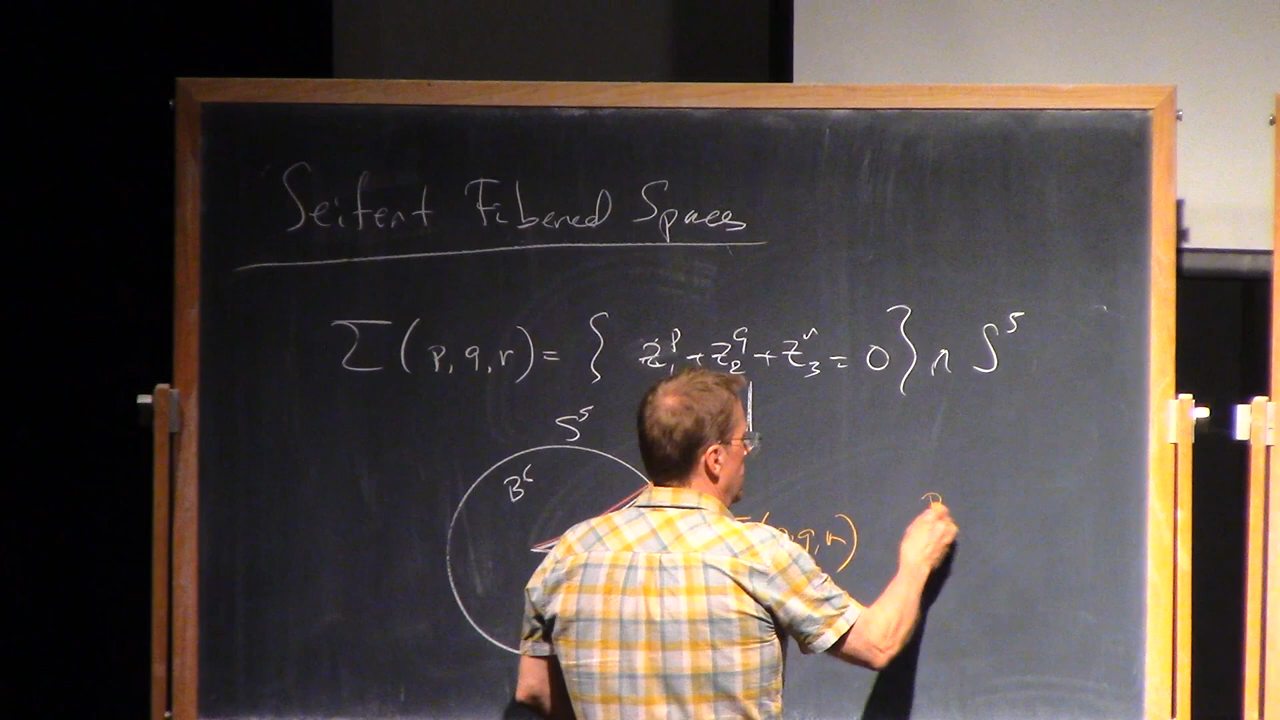 Seifert Fibered Spaces
Σ(p,q,r) = { z₁ᵖ + z₂^q + z₃ʳ = 0 } ∩ S⁵
S⁵
B⁶
(p,q,r)